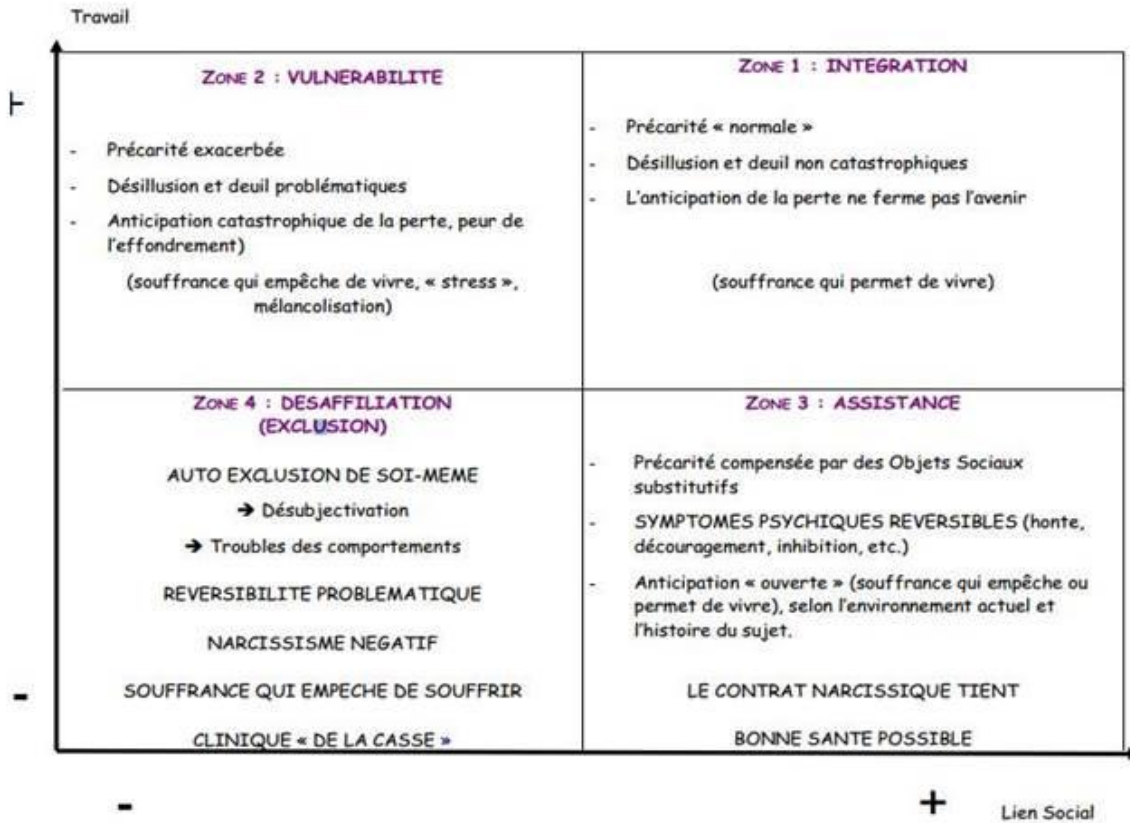 Travail
ZONE 2 : VULNERABILITE
- Précarité exacerbée
- Désillusion et deuil problématiques
- Anticipation catastrophique de la perte, peur de
l'effondrement)
(souffrance qui empêche de vivre, « stress »,
mélancolisation)
ZONE 1 : INTEGRATION
- Précarité « normale »
- Désillusion et deuil non catastrophiques
- L'anticipation de la perte ne ferme pas l'avenir
(souffrance qui permet de vivre)
ZONE 4 : DESAFFILIATION
(EXCLUSION)
AUTO EXCLUSION DE SOI-MEME
➔ Désubjectivation
➔ Troubles des comportements
REVERSIBILITE PROBLEMATIQUE
NARCISSISME NEGATIF
SOUFFRANCE QUI EMPECHE DE SOUFFRIR
CLINIQUE « DE LA CASSE »
ZONE 3 : ASSISTANCE
- Précarité compensée par des Objets Sociaux
substitutifs
- SYMPTOMES PSYCHIQUES REVERSIBLES (honte,
découragement, inhibition, etc.)
- Anticipation « ouverte » (souffrance qui empêche ou
permet de vivre), selon l'environnement actuel et
l'histoire du sujet.
LE CONTRAT NARCISSIQUE TIENT
BONNE SANTE POSSIBLE
-
- +
Lien Social